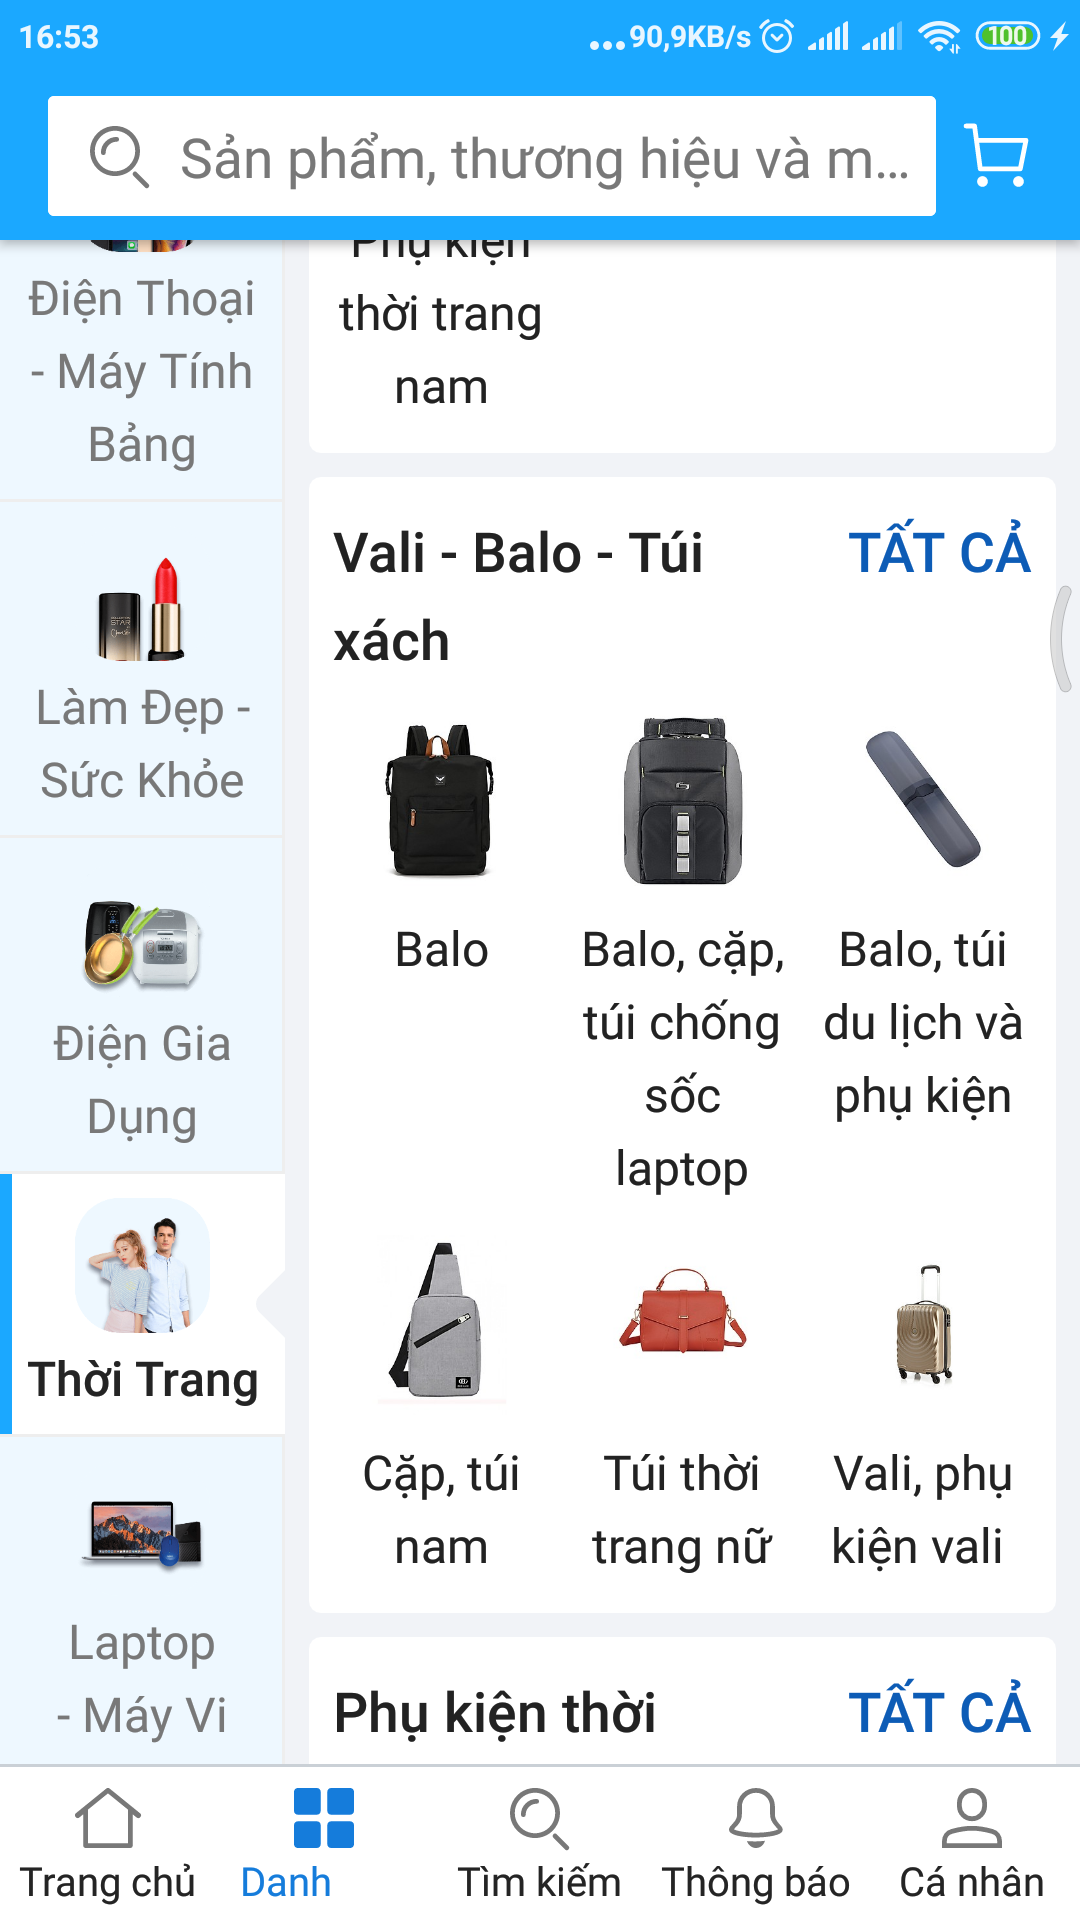 16:53
...90,9KB/s
100
Sản phẩm, thương hiệu và m...
Điện Thoại
- Máy Tính
Bảng
Làm Đẹp -
Sức Khỏe
Điện Gia
Dụng
Thời Trang
Laptop
- Máy Vi
Phụ kiện
thời trang
nam
Vali - Balo - Túi
xách
TẤT CẢ
Balo
Balo, cặp,
túi chống
sốc
laptop
Balo, túi
du lịch và
phụ kiện
Cặp, túi
nam
Túi thời
trang nữ
Vali, phụ
kiện vali
Phụ kiện thời
TẤT CẢ
Trang chủ
Danh
Tìm kiếm
Thông báo
Cá nhân